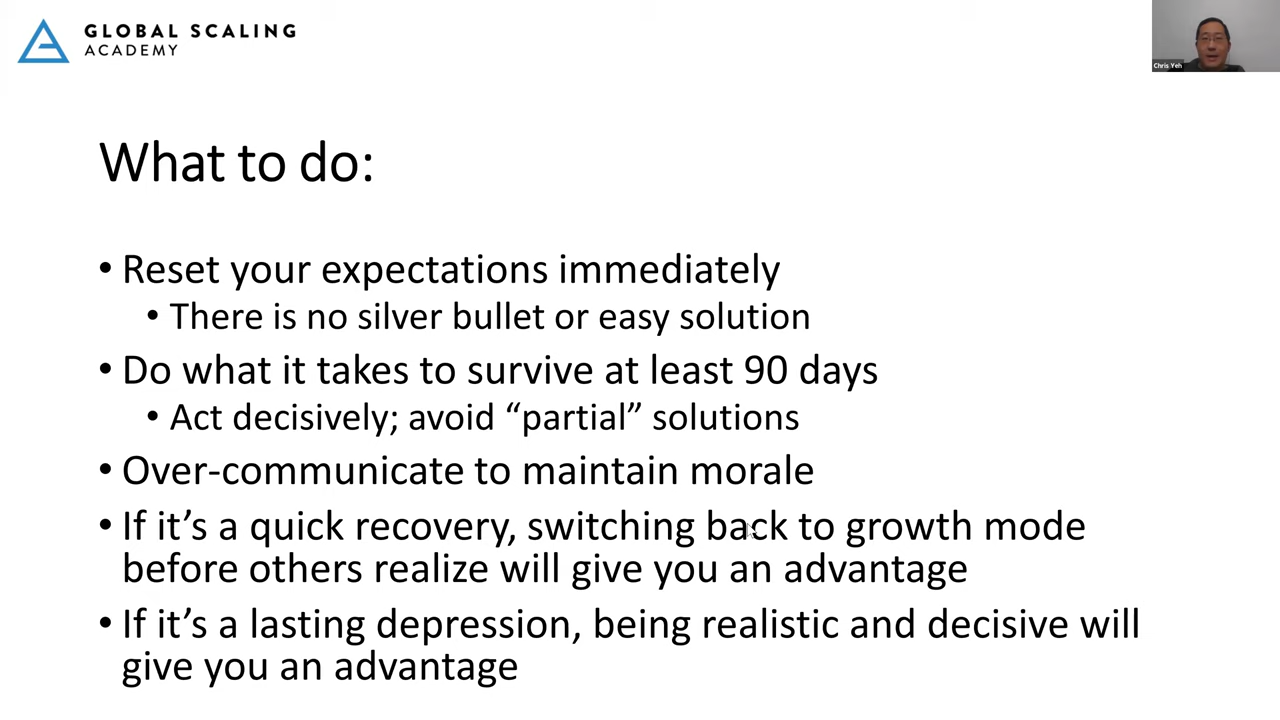 GLOBAL SCALING
ACADEMY
Chris Yeh
What to do:
• Reset your expectations immediately
• There is no silver bullet or easy solution
• Do what it takes to survive at least 90 days
• Act decisively; avoid “partial” solutions
• Over-communicate to maintain morale
• If it’s a quick recovery, switching back to growth mode
before others realize will give you an advantage
• If it’s a lasting depression, being realistic and decisive will
give you an advantage